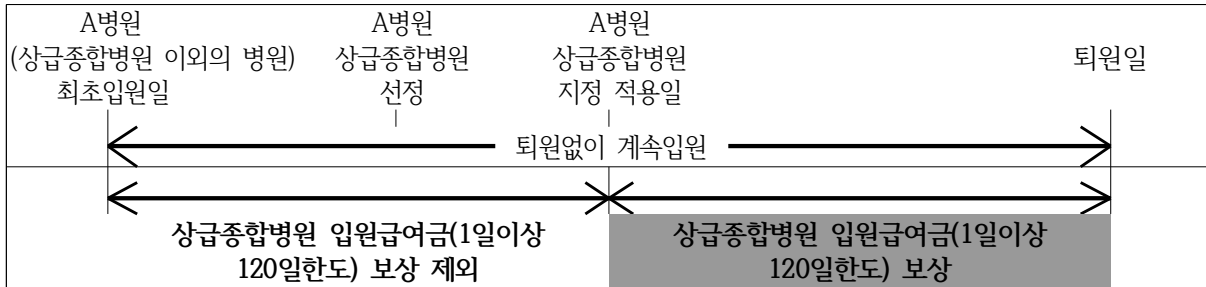 A병원
(상급종합병원 이외의 병원)
최초입원일
A병원
상급종합병원
선정
A병원
상급종합병원
지정 적용일
퇴원일
퇴원없이 계속입원
상급종합병원 입원급여금(1일이상
120일한도) 보상 제외
상급종합병원 입원급여금(1일이상
120일한도) 보상